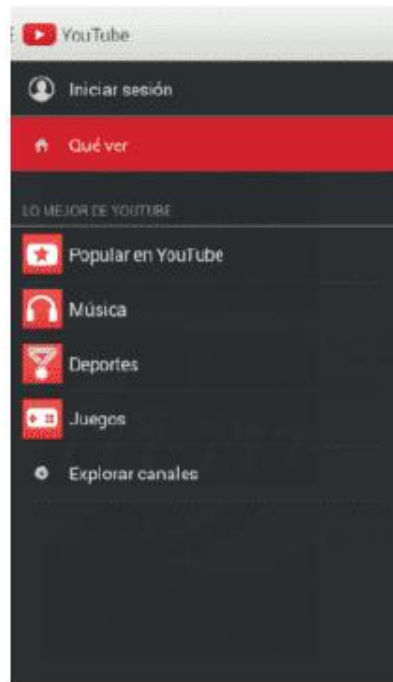 YouTube
Iniciar sesión
Qué ver
LO MEJOR DE YOUTUBE
Popular en YouTube
Música
Deportes
Juegos
Explorar canales